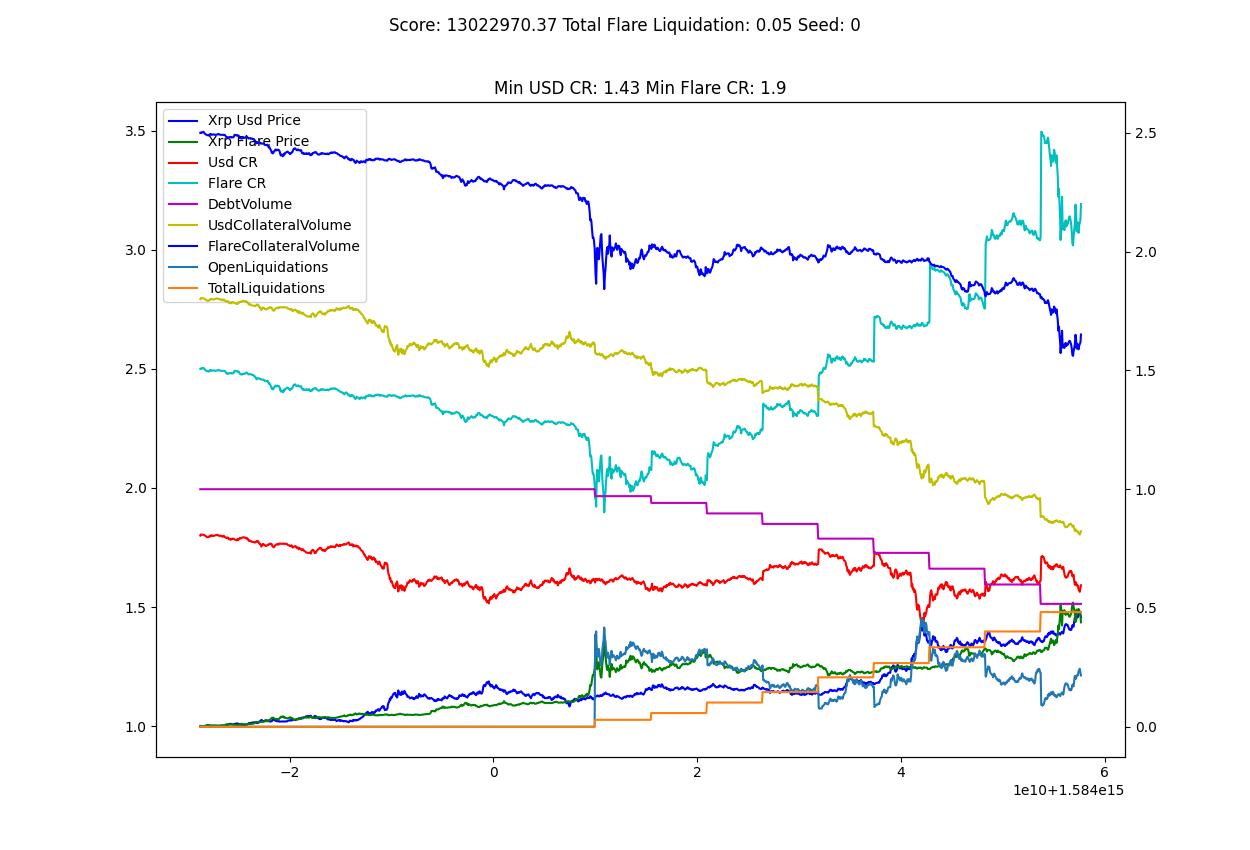 Score: 13022970.37 Total Flare Liquidation: 0.05 Seed: 0
Min USD CR: 1.43 Min Flare CR: 1.9
Xrp Usd Price
Xrp Flare Price
Usd CR
Flare CR
DebtVolume
UsdCollateralVolume
FlareCollateralVolume
OpenLiquidations
TotalLiquidations
3.5
3.0
2.5
2.0
1.5
1.0
2.5
2.0
1.5
1.0
0.5
0.0
−2
0
2
4
6
1e10+1.584e15